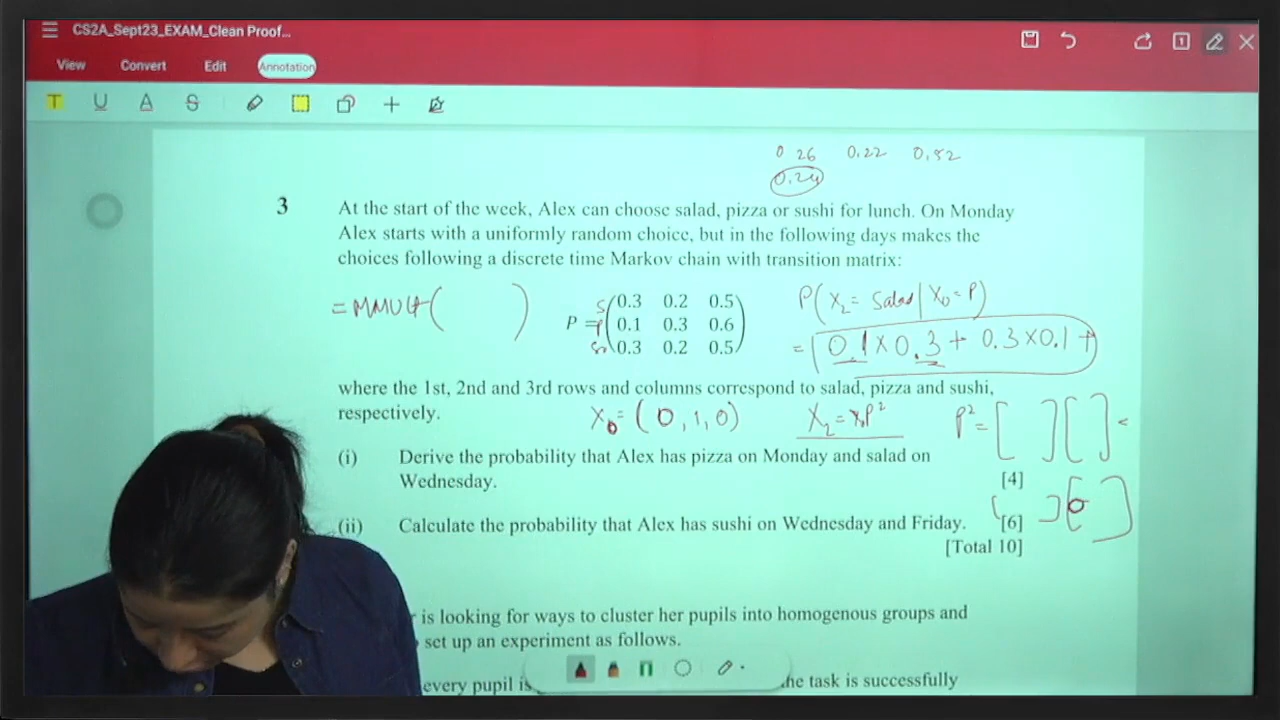 CS2A_Sept23_EXAM_Clean Proof...
View Convert Edit Annotation
T U A S
0 26 0.22 0.52
0.24
3 At the start of the week, Alex can choose salad, pizza or sushi for lunch. On Monday
Alex starts with a uniformly random choice, but in the following days makes the
choices following a discrete time Markov chain with transition matrix:
=MMULT( )
P = S P Su
0.3 0.2 0.5
0.1 0.3 0.6
0.3 0.2 0.5
P(X₂ = Salad | X₀ = P)
= 0.1 × 0.3 + 0.3 × 0.1 +
where the 1st, 2nd and 3rd rows and columns correspond to salad, pizza and sushi,
respectively.
X₀ = (0, 1, 0) X₂ = X₀P² P² = [ ] [ ] =
(i) Derive the probability that Alex has pizza on Monday and salad on
Wednesday.
[4]
(ii) Calculate the probability that Alex has sushi on Wednesday and Friday.
[6]
[Total 10]
is looking for ways to cluster her pupils into homogenous groups and
set up an experiment as follows.
every pupil is
the task is successfully